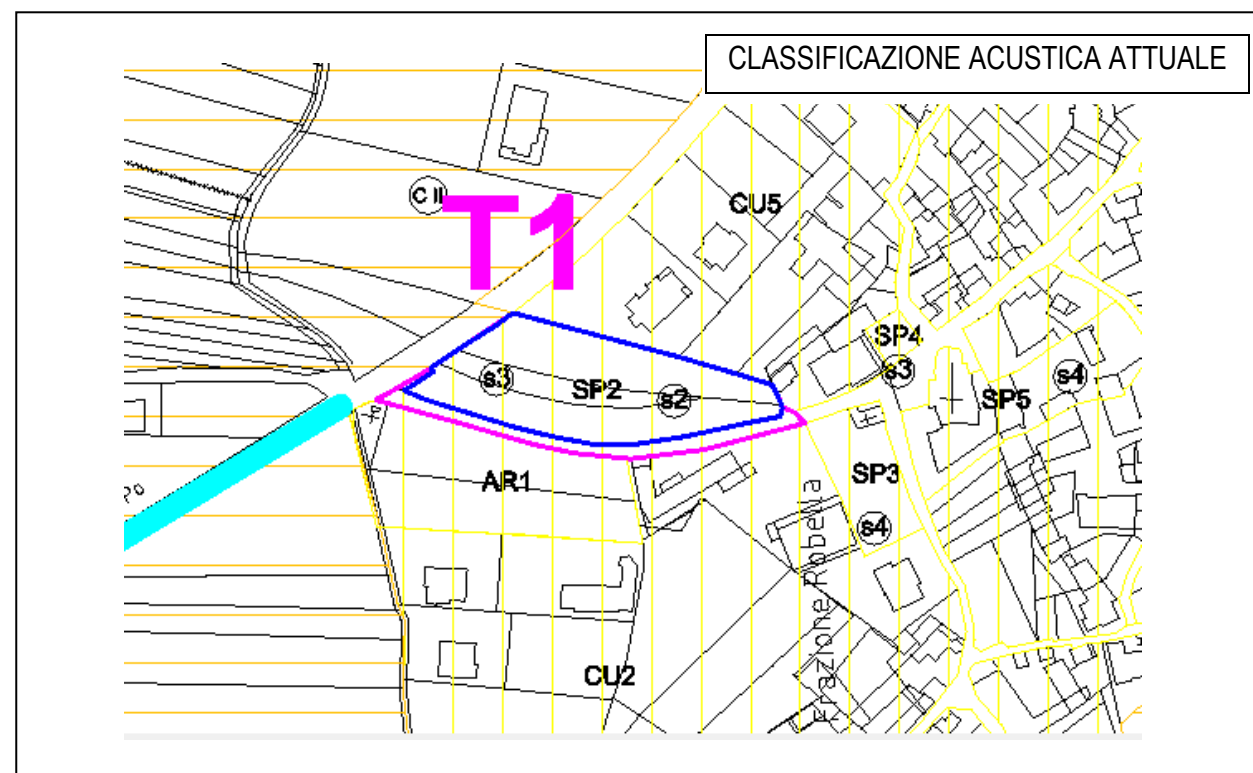 CLASSIFICAZIONE ACUSTICA ATTUALE
C II
T1
CU5
SP4
s3
s3
SP2
s2
s4
SP5
AR1
SP3
s4
Frazione Robella
CU2